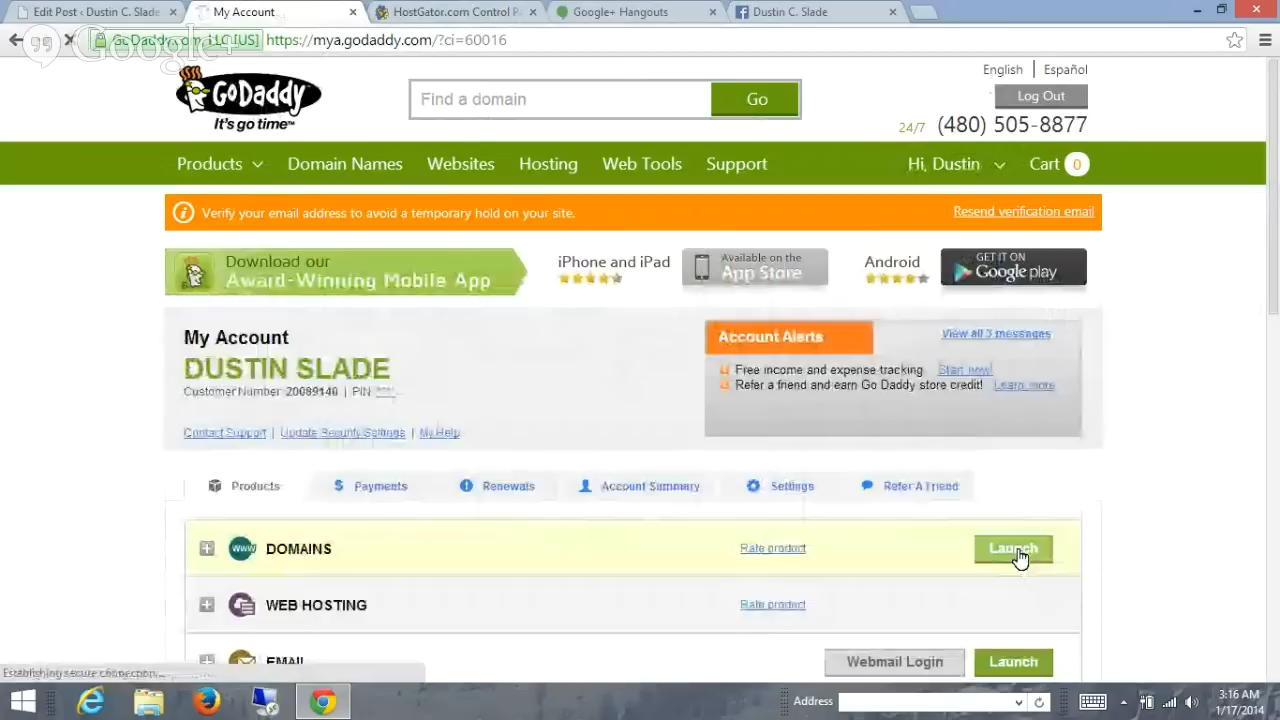 Edit Post ‹ Dustin C. Slade
My Account
HostGator.com Control P
Google+ Hangouts
Dustin C. Slade
GoDaddy.com, LLC [US] https://mya.godaddy.com/?ci=60016
Google+
English
Español
GoDaddy
It's go time™
Find a domain
Go
Log Out
24/7 (480) 505-8877
Products
Domain Names
Websites
Hosting
Web Tools
Support
Hi, Dustin
Cart 0
Verify your email address to avoid a temporary hold on your site.
Resend verification email
Download our
Award-Winning Mobile App
iPhone and iPad
Available on the
App Store
Android
GET IT ON
Google play
My Account
DUSTIN SLADE
Customer Number 20089140 | PIN
Contact Support | Update Security Settings | My Help
Account Alerts
View all 3 messages
Free income and expense tracking Start now!
Refer a friend and earn Go Daddy store credit! Learn more
Products
Payments
Renewals
Account Summary
Settings
Refer A Friend
www DOMAINS
Rate product
Launch
WEB HOSTING
Rate product
EMAIL
Webmail Login
Launch
Establishing secure connection...
Address
3:16 AM
1/17/2014